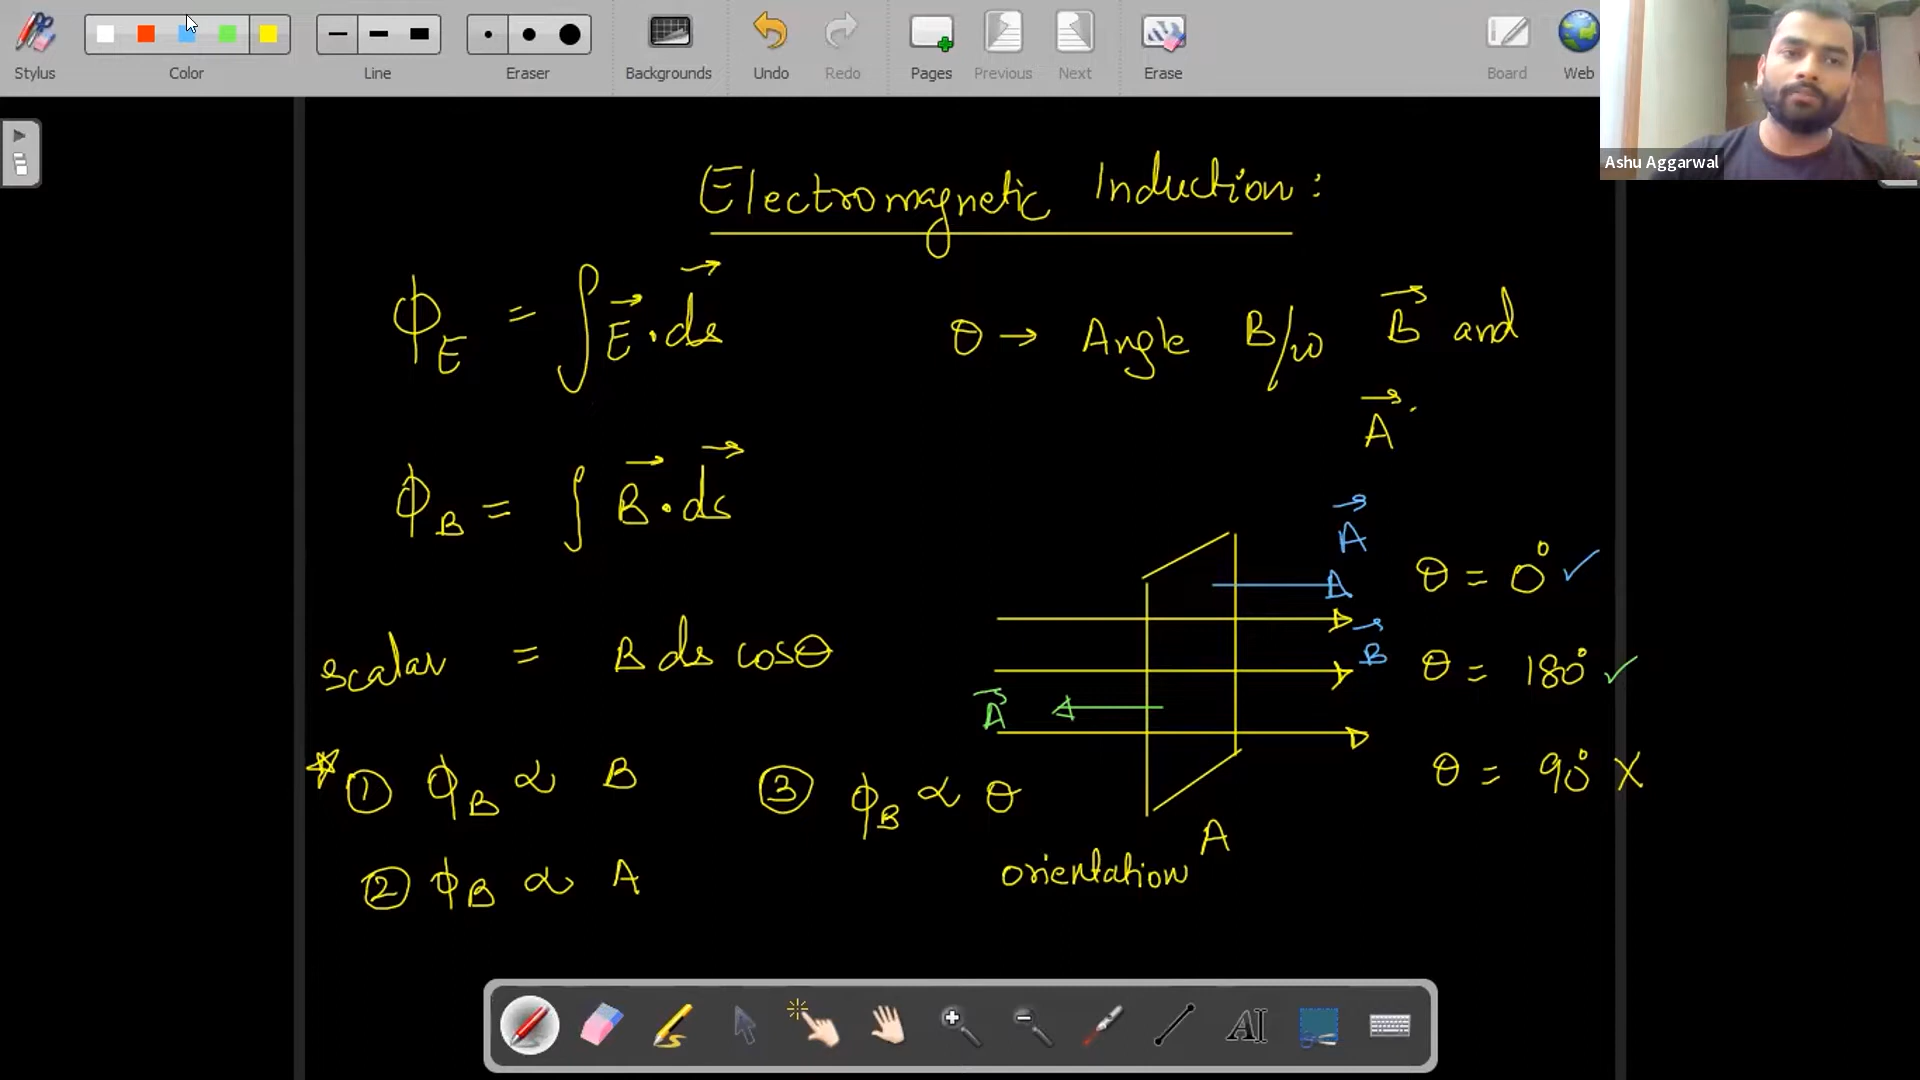 Stylus
Color
Line
Eraser
Backgrounds
Undo
Redo
Pages
Previous
Next
Erase
Board
Web
Ashu Aggarwal
Electromagnetic Induction:
ϕE = ∫ E⃗ · ds⃗
θ → Angle B/w B⃗ and
A⃗
ϕB = ∫ B⃗ · ds⃗
scalar = B ds cosθ
A⃗
B⃗
A⃗
A
θ = 0° ✓
θ = 180° ✓
θ = 90° X
① ϕB ∝ B
② ϕB ∝ A
③ ϕB ∝ θ
orientation
AI